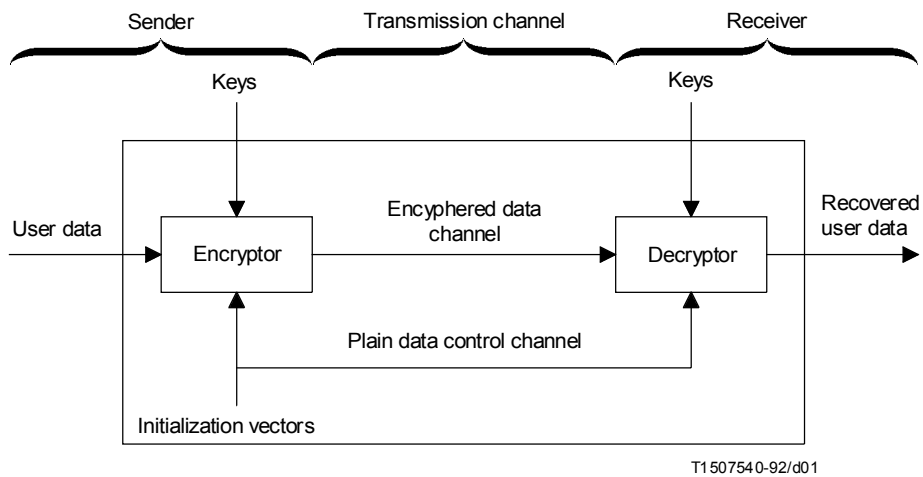 Sender
Transmission channel
Receiver
Keys
Keys
User data
Encryptor
Encyphered data
channel
Decryptor
Recovered
user data
Plain data control channel
Initialization vectors
T1507540-92/d01